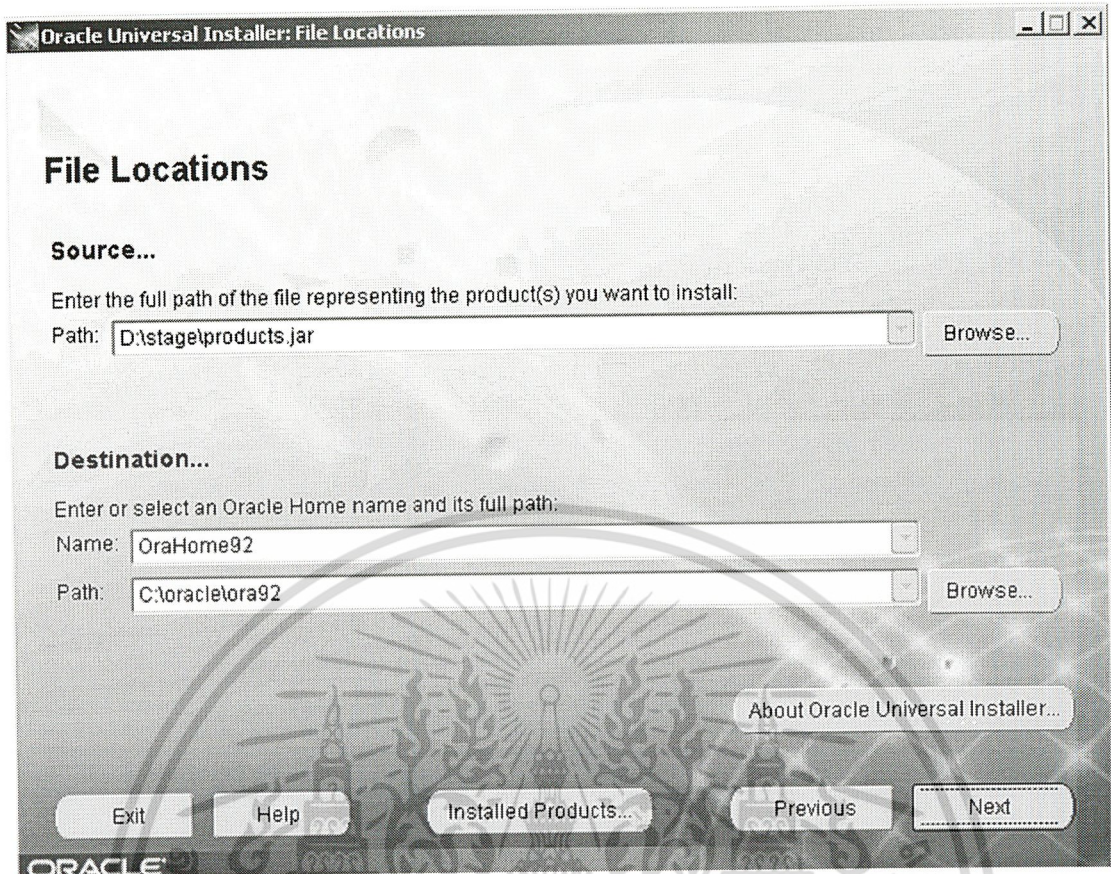 Oracle Universal Installer: File Locations
File Locations
Source...
Enter the full path of the file representing the product(s) you want to install:
Path: D:\stage\products.jar Browse...
Destination...
Enter or select an Oracle Home name and its full path:
Name: OraHome92
Path: C:\oracle\ora92 Browse...
About Oracle Universal Installer...
Exit Help Installed Products... Previous Next
ORACLE